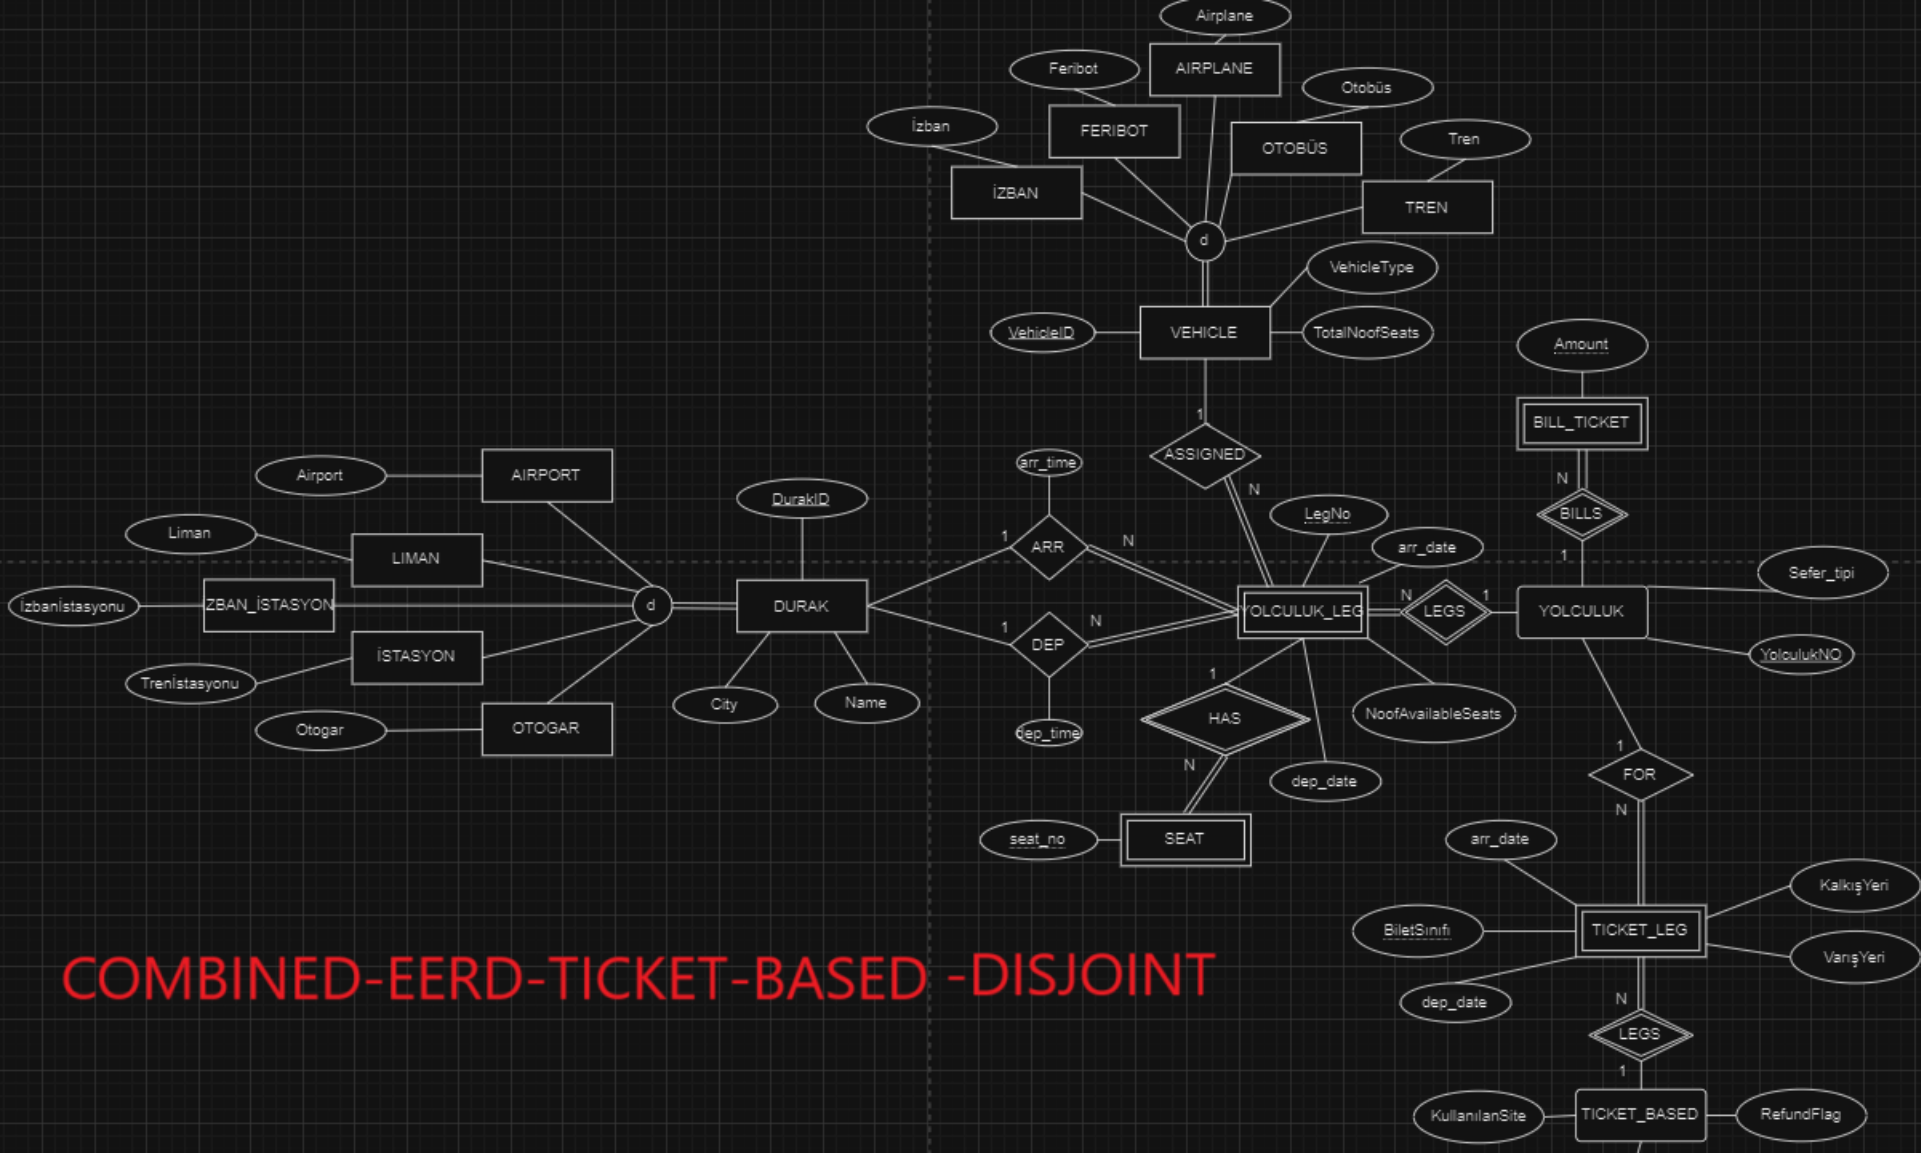 Airplane
AIRPLANE
Feribot
FERIBOT
Otobüs
OTOBÜS
İzban
İZBAN
Tren
TREN
d
VehicleType
VehicleID
VEHICLE
TotalNoofSeats
Amount
BILL_TICKET
1
ASSIGNED
N
N
BILLS
1
Airport
AIRPORT
Liman
LIMAN
İzbanİstasyonu
ZBAN_İSTASYON
d
Trenİstasyonu
İSTASYON
Otogar
OTOGAR
DurakID
DURAK
City
Name
arr_time
1
ARR
N
1
DEP
N
dep_time
LegNo
arr_date
YOLCULUK_LEG
N
LEGS
1
YOLCULUK
Sefer_tipi
YolculukNO
1
HAS
N
NoofAvailableSeats
dep_date
seat_no
SEAT
1
FOR
N
arr_date
KalkışYeri
BiletSınıfı
TICKET_LEG
VarışYeri
dep_date
N
LEGS
1
KullanılanSite
TICKET_BASED
RefundFlag
COMBINED-EERD-TICKET-BASED -DISJOINT